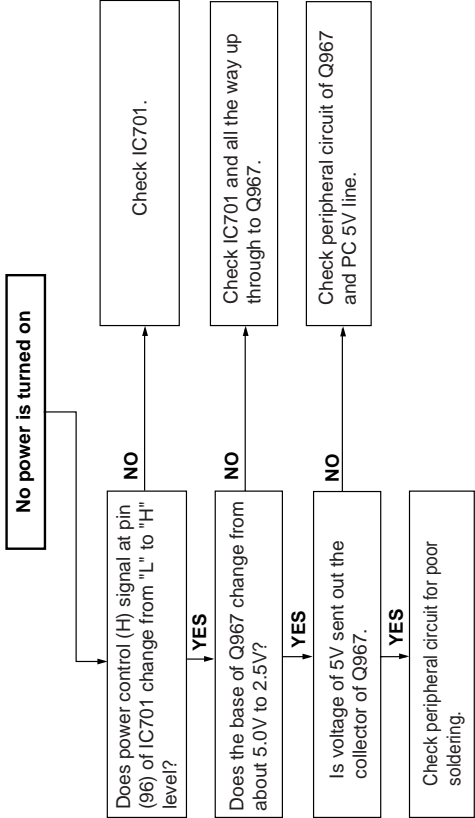 No power is turned on
Does power control (H) signal at pin
(96) of IC701 change from "L" to "H"
level?
NO
Check IC701.
YES
Does the base of Q967 change from
about 5.0V to 2.5V?
NO
Check IC701 and all the way up
through to Q967.
YES
Is voltage of 5V sent out the
collector of Q967.
NO
Check peripheral circuit of Q967
and PC 5V line.
YES
Check peripheral circuit for poor
soldering.